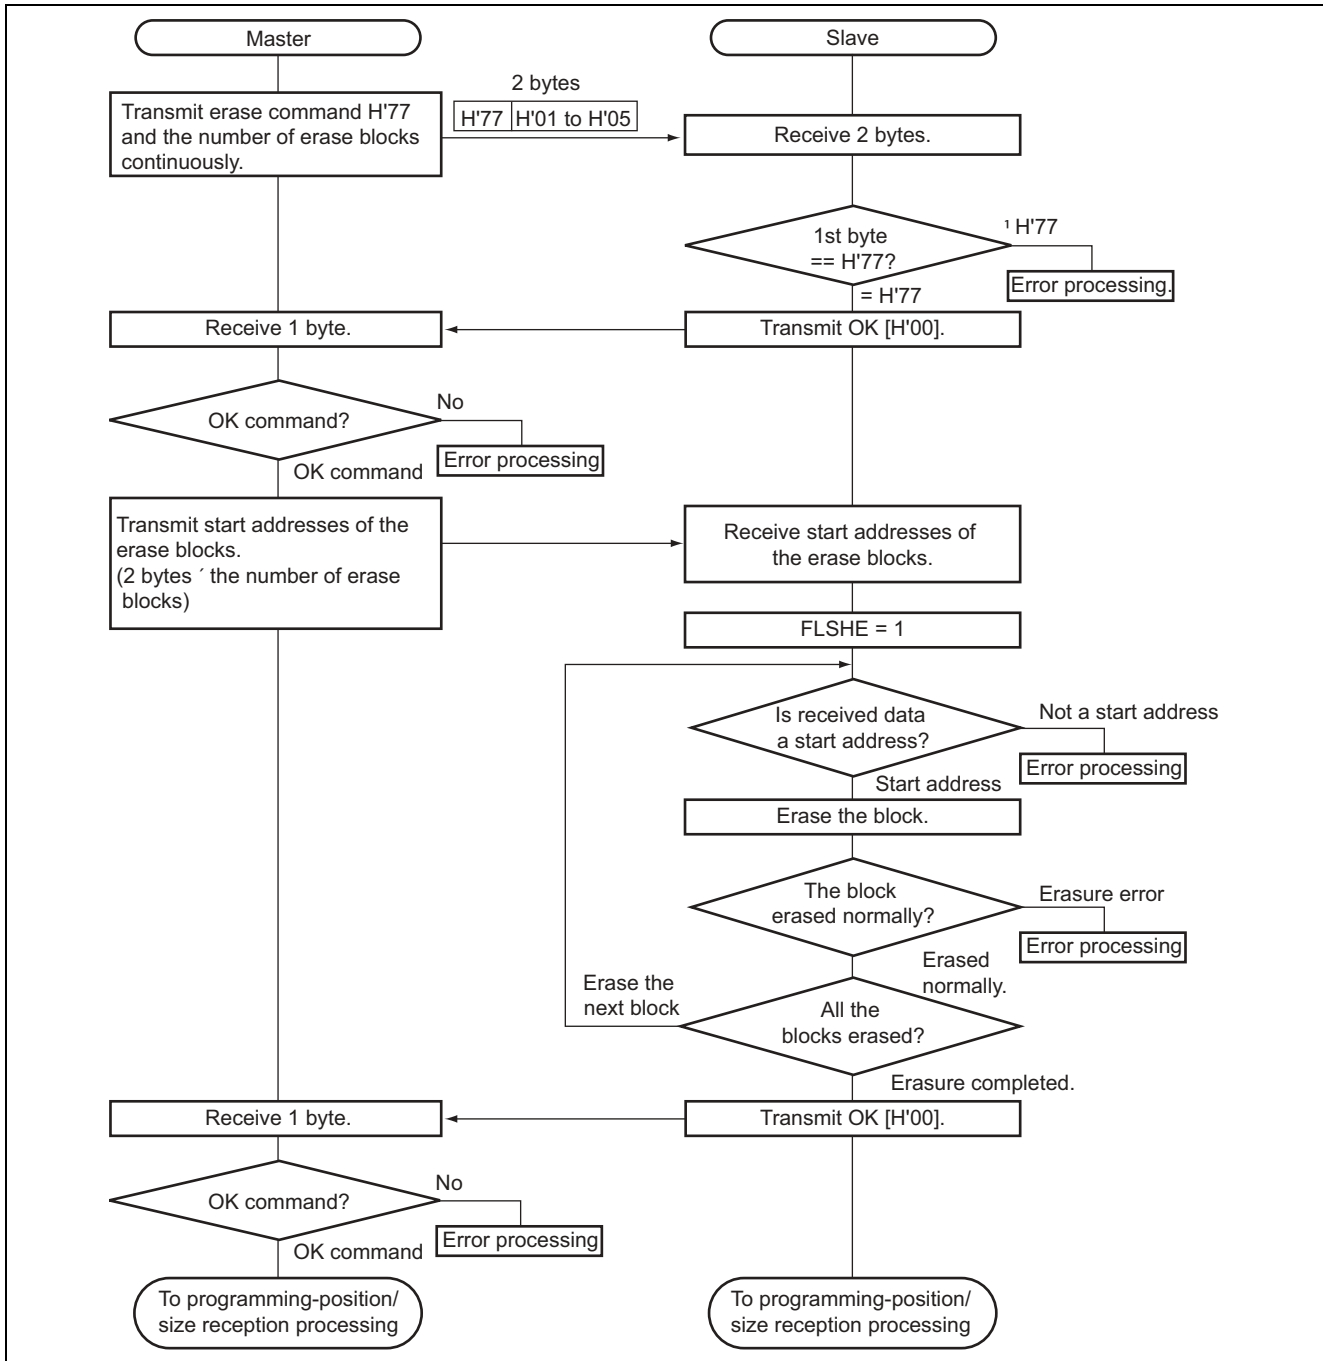 Master
Slave
2 bytes
Transmit erase command H'77
and the number of erase blocks
continuously.
H'77 H'01 to H'05
Receive 2 bytes.
1st byte
== H'77?
¹ H'77
Error processing.
= H'77
Receive 1 byte.
Transmit OK [H'00].
OK command?
No
Error processing
OK command
Transmit start addresses of the
erase blocks.
(2 bytes ´ the number of erase
blocks)
Receive start addresses of
the erase blocks.
FLSHE = 1
Is received data
a start address?
Not a start address
Error processing
Start address
Erase the block.
The block
erased normally?
Erasure error
Error processing
Erased
normally.
Erase the
next block
All the
blocks erased?
Erasure completed.
Receive 1 byte.
Transmit OK [H'00].
OK command?
No
Error processing
OK command
To programming-position/
size reception processing
To programming-position/
size reception processing